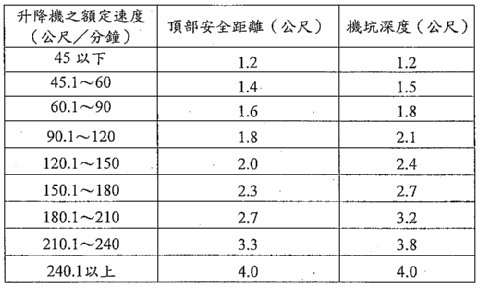 升降機之額定速度
(公尺／分鐘)
頂部安全距離(公尺)
機坑深度(公尺)
45 以下 1.2 1.2
45.1～60 1.4 1.5
60.1～90 1.6 1.8
90.1～120 1.8 2.1
120.1～150 2.0 2.4
150.1～180 2.3 2.7
180.1～210 2.7 3.2
210.1～240 3.3 3.8
240.1以上 4.0 4.0